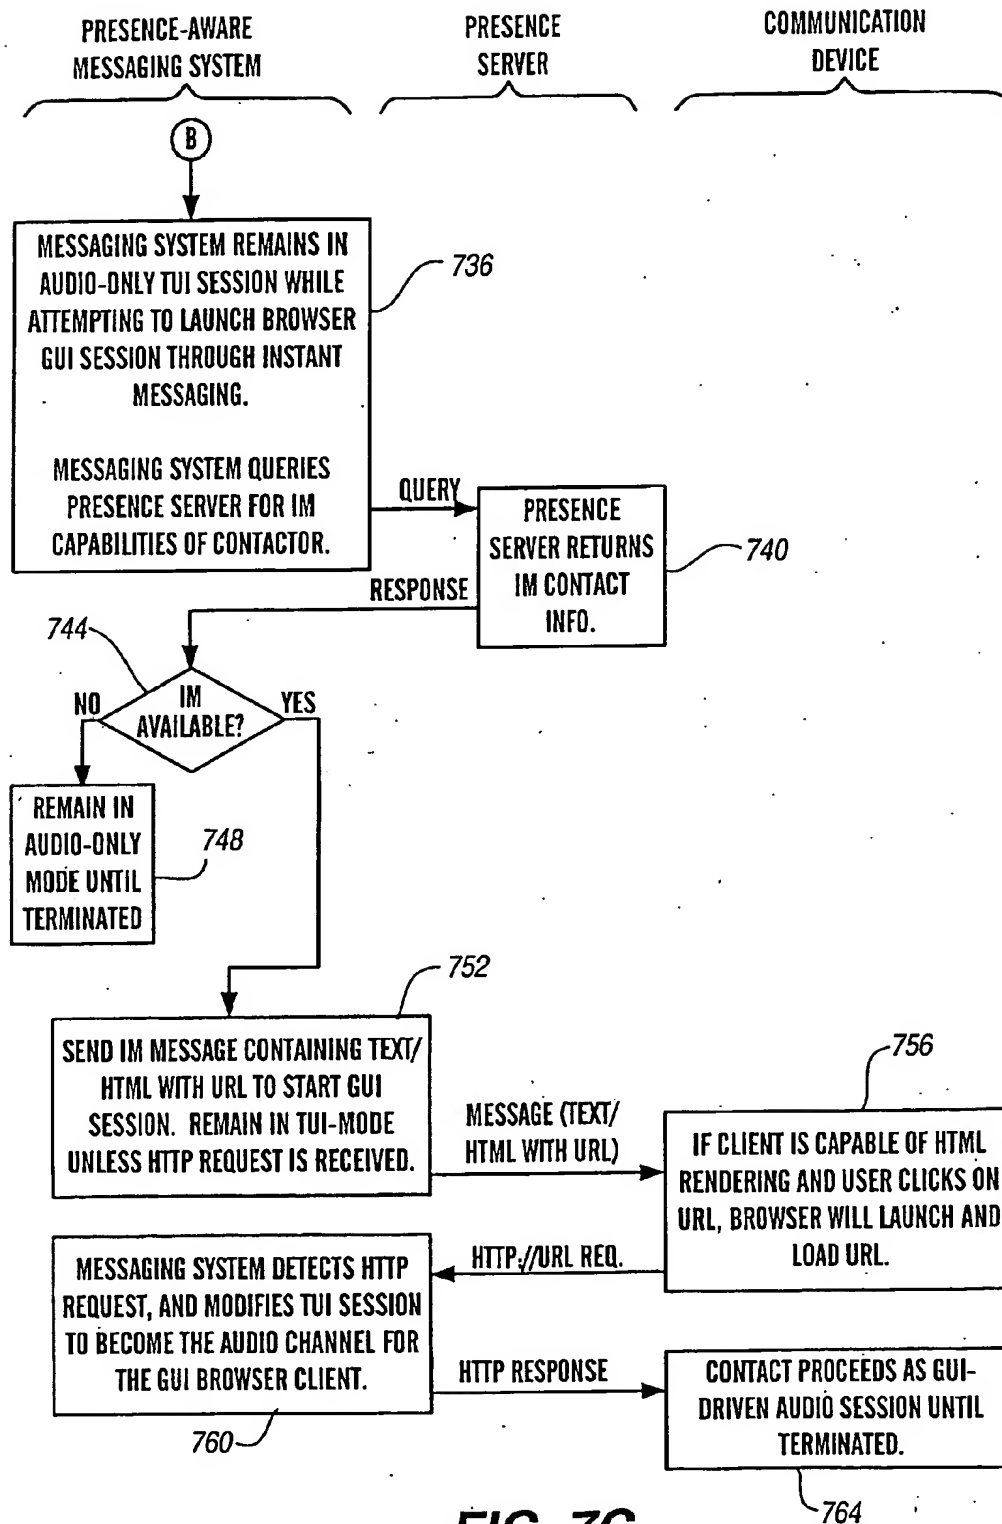 PRESENCE-AWARE
MESSAGING SYSTEM
PRESENCE
SERVER
COMMUNICATION
DEVICE
B
MESSAGING SYSTEM REMAINS IN
AUDIO-ONLY TUI SESSION WHILE
ATTEMPTING TO LAUNCH BROWSER
GUI SESSION THROUGH INSTANT
MESSAGING.
MESSAGING SYSTEM QUERIES
PRESENCE SERVER FOR IM
CAPABILITIES OF CONTACTOR.
736
QUERY
PRESENCE
SERVER RETURNS
IM CONTACT
INFO.
740
RESPONSE
744
NO
IM
AVAILABLE?
YES
REMAIN IN
AUDIO-ONLY
MODE UNTIL
TERMINATED
748
752
SEND IM MESSAGE CONTAINING TEXT/
HTML WITH URL TO START GUI
SESSION. REMAIN IN TUI-MODE
UNLESS HTTP REQUEST IS RECEIVED.
MESSAGE (TEXT/
HTML WITH URL)
756
IF CLIENT IS CAPABLE OF HTML
RENDERING AND USER CLICKS ON
URL, BROWSER WILL LAUNCH AND
LOAD URL.
HTTP://URL REQ.
MESSAGING SYSTEM DETECTS HTTP
REQUEST, AND MODIFIES TUI SESSION
TO BECOME THE AUDIO CHANNEL FOR
THE GUI BROWSER CLIENT.
760
HTTP RESPONSE
CONTACT PROCEEDS AS GUI-
DRIVEN AUDIO SESSION UNTIL
TERMINATED.
764
FIG. 7C